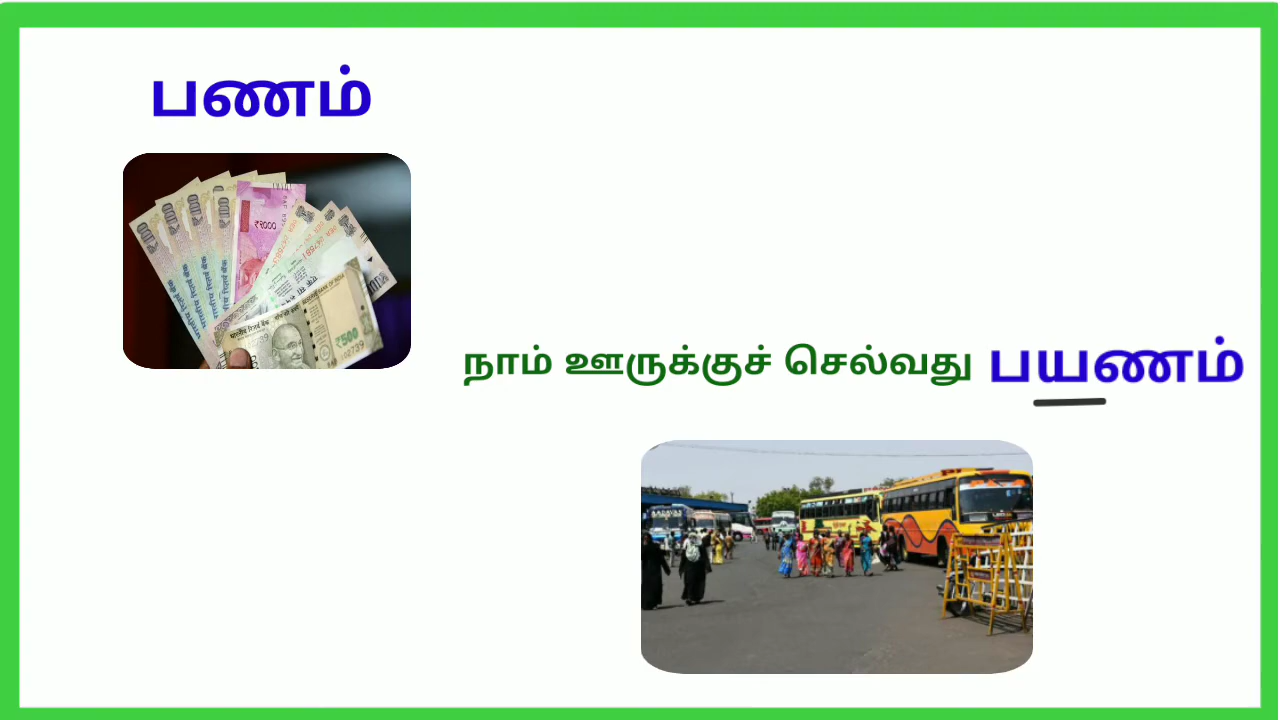 பணம்
நாம் ஊருக்குச் செல்வது பயணம்